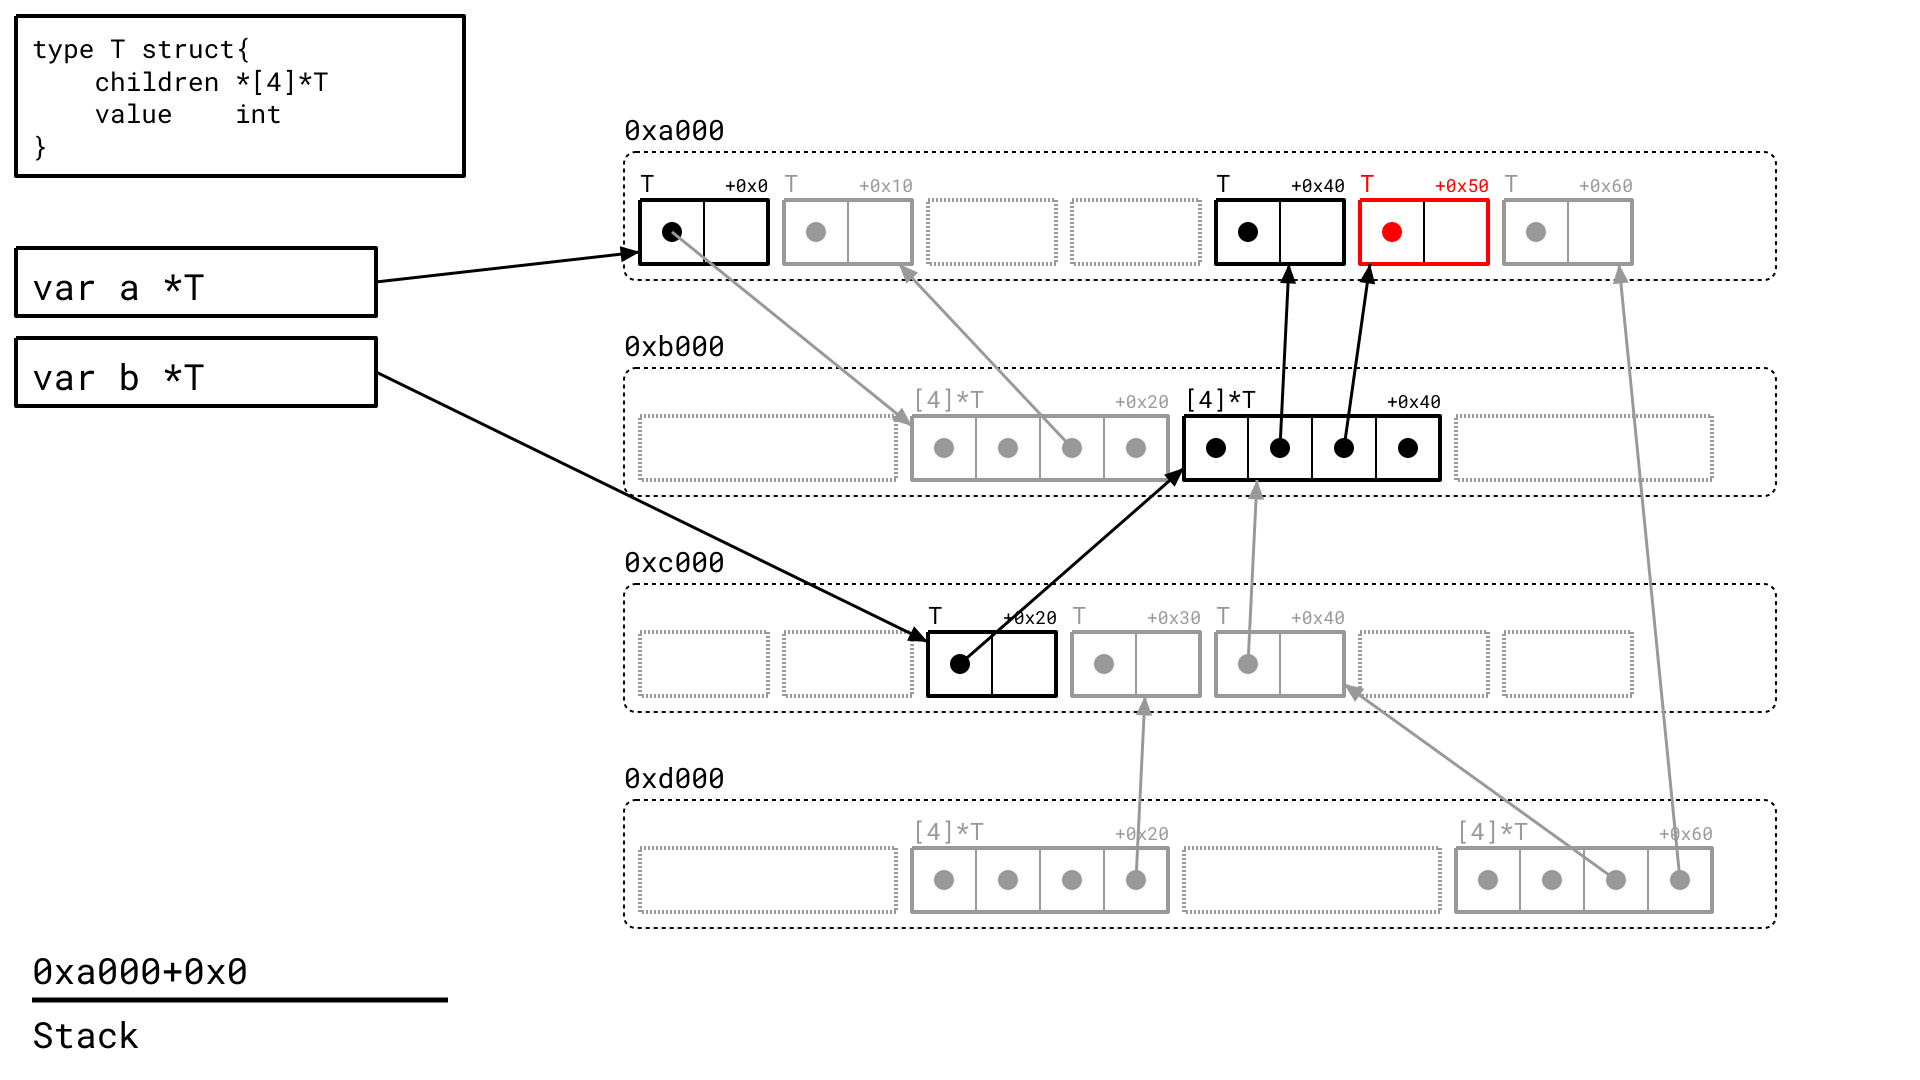 type T struct{
    children *[4]*T
    value    int
}
var a *T
var b *T
0xa000
T +0x0 T +0x10 T +0x40 T +0x50 T +0x60
0xb000
[4]*T +0x20 [4]*T +0x40
0xc000
T +0x20 T +0x30 T +0x40
0xd000
[4]*T +0x20 [4]*T +0x60
0xa000+0x0
Stack